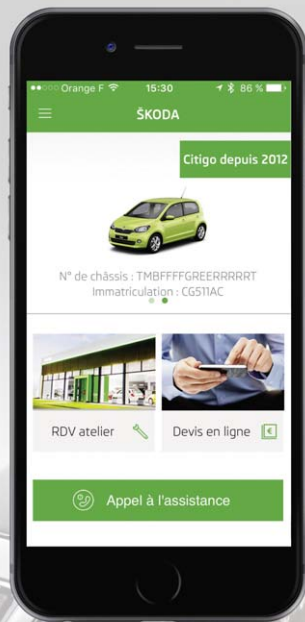 Orange F 15:30 86 %
ŠKODA
Citigo depuis 2012
N° de châssis : TMBFFFFGREERRRRRT
Immatriculation : CG511AC
RDV atelier Devis en ligne
Appel à l'assistance